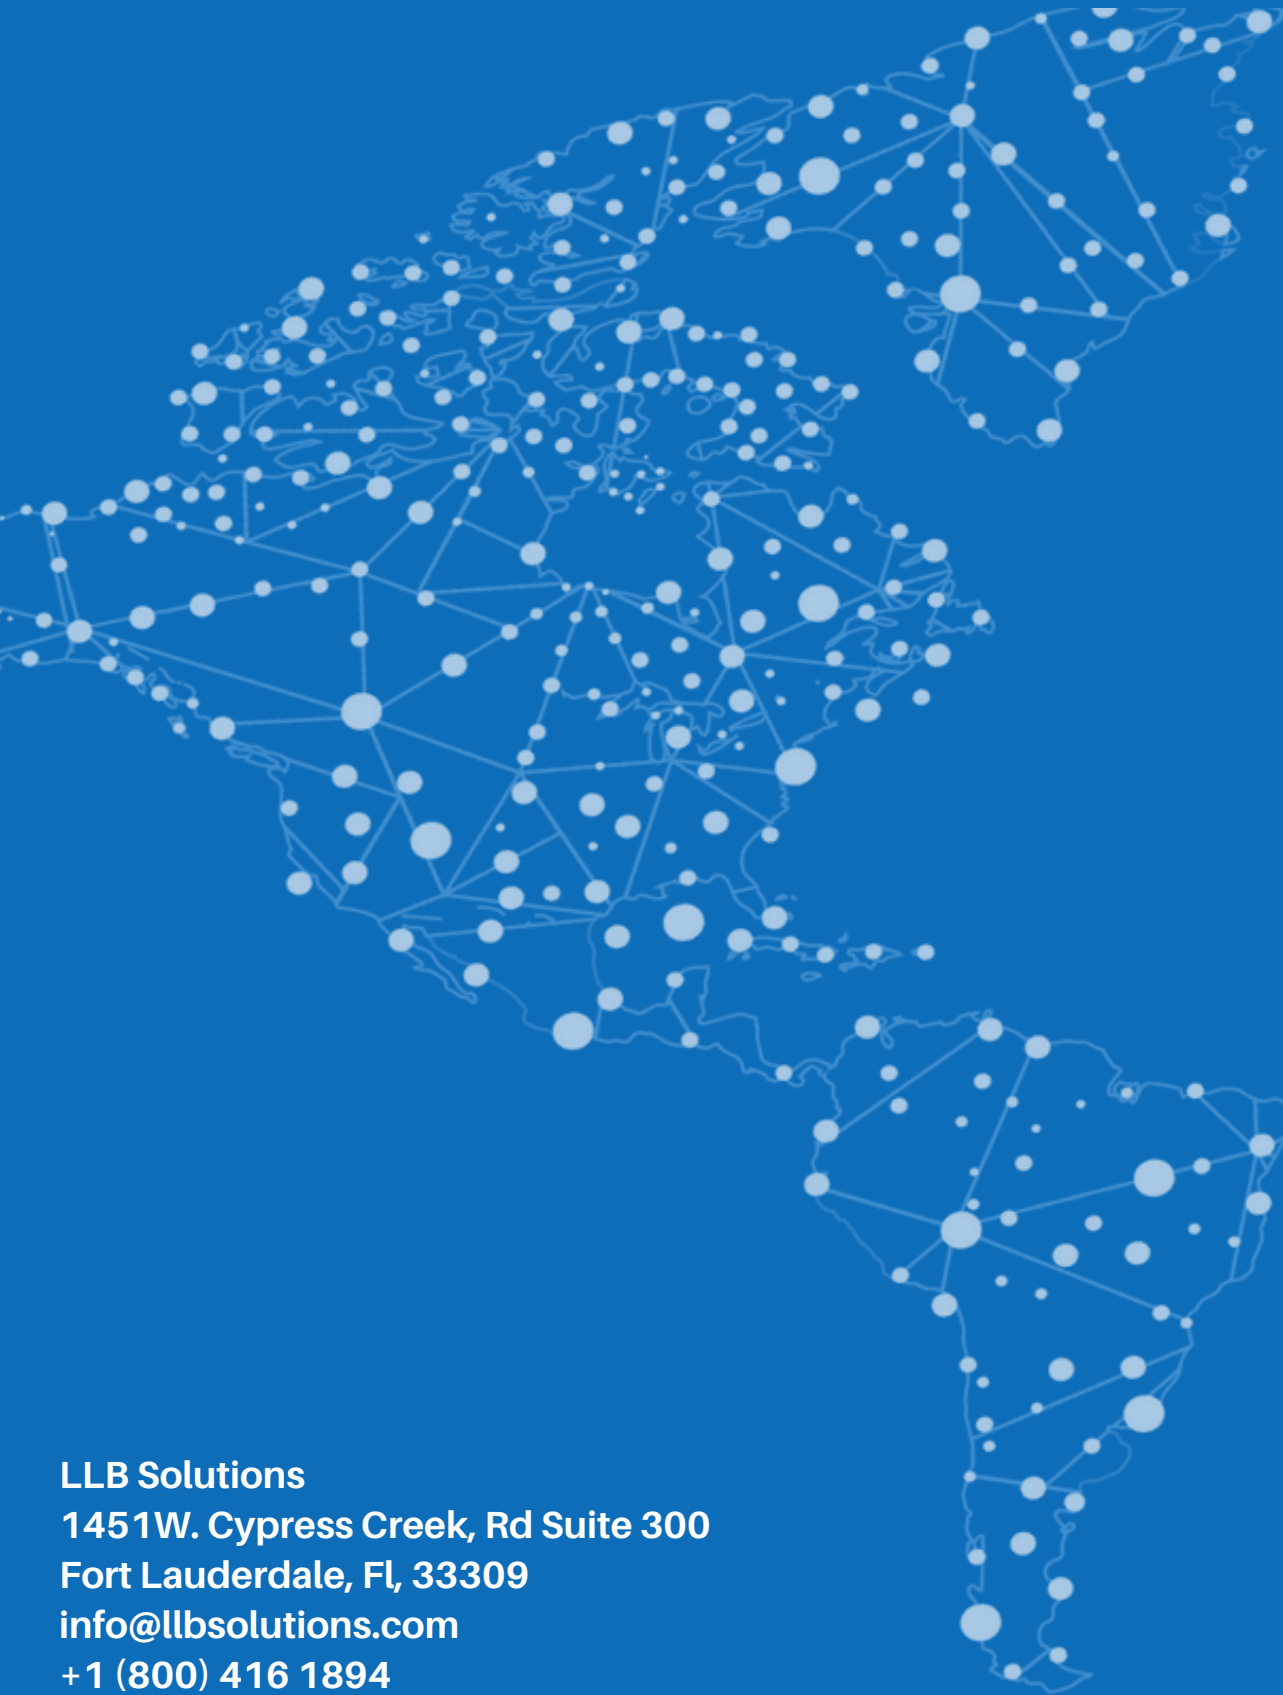 LLB Solutions
1451W. Cypress Creek, Rd Suite 300
Fort Lauderdale, Fl, 33309
info@llbsolutions.com
+1 (800) 416 1894